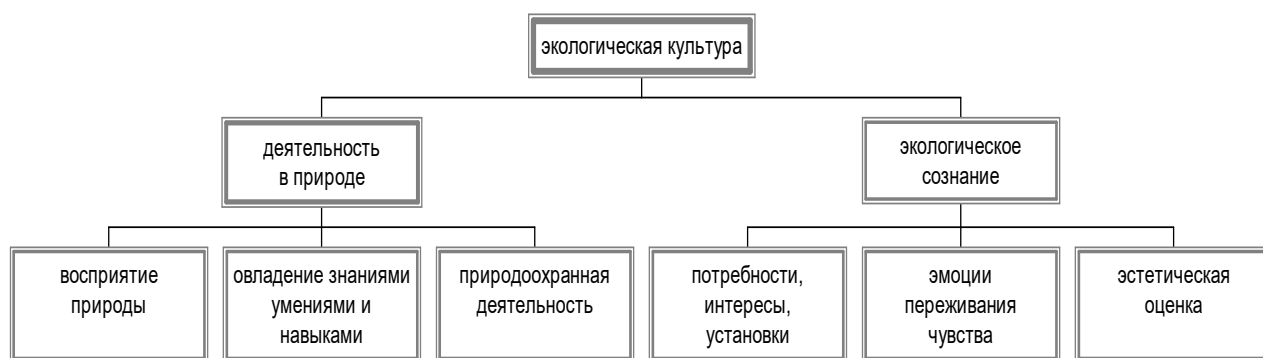 экологическая культура
деятельность
в природе
экологическое
сознание
восприятие
природы
овладение знаниями
умениями и
навыками
природоохранная
деятельность
потребности,
интересы,
установки
эмоции
переживания
чувства
эстетическая
оценка